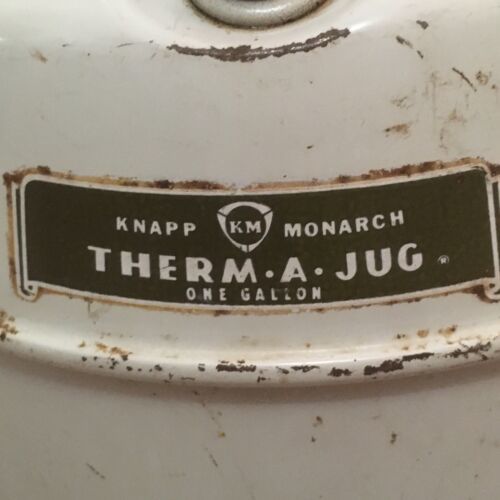 KNAPP KM MONARCH
THERM·A·JUG ®
ONE GALLON